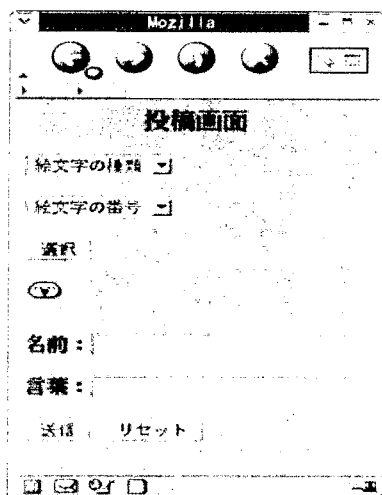 Mozilla
投稿画面
絵文字の種類
絵文字の番号
選択
名前：
言葉：
送信 リセット